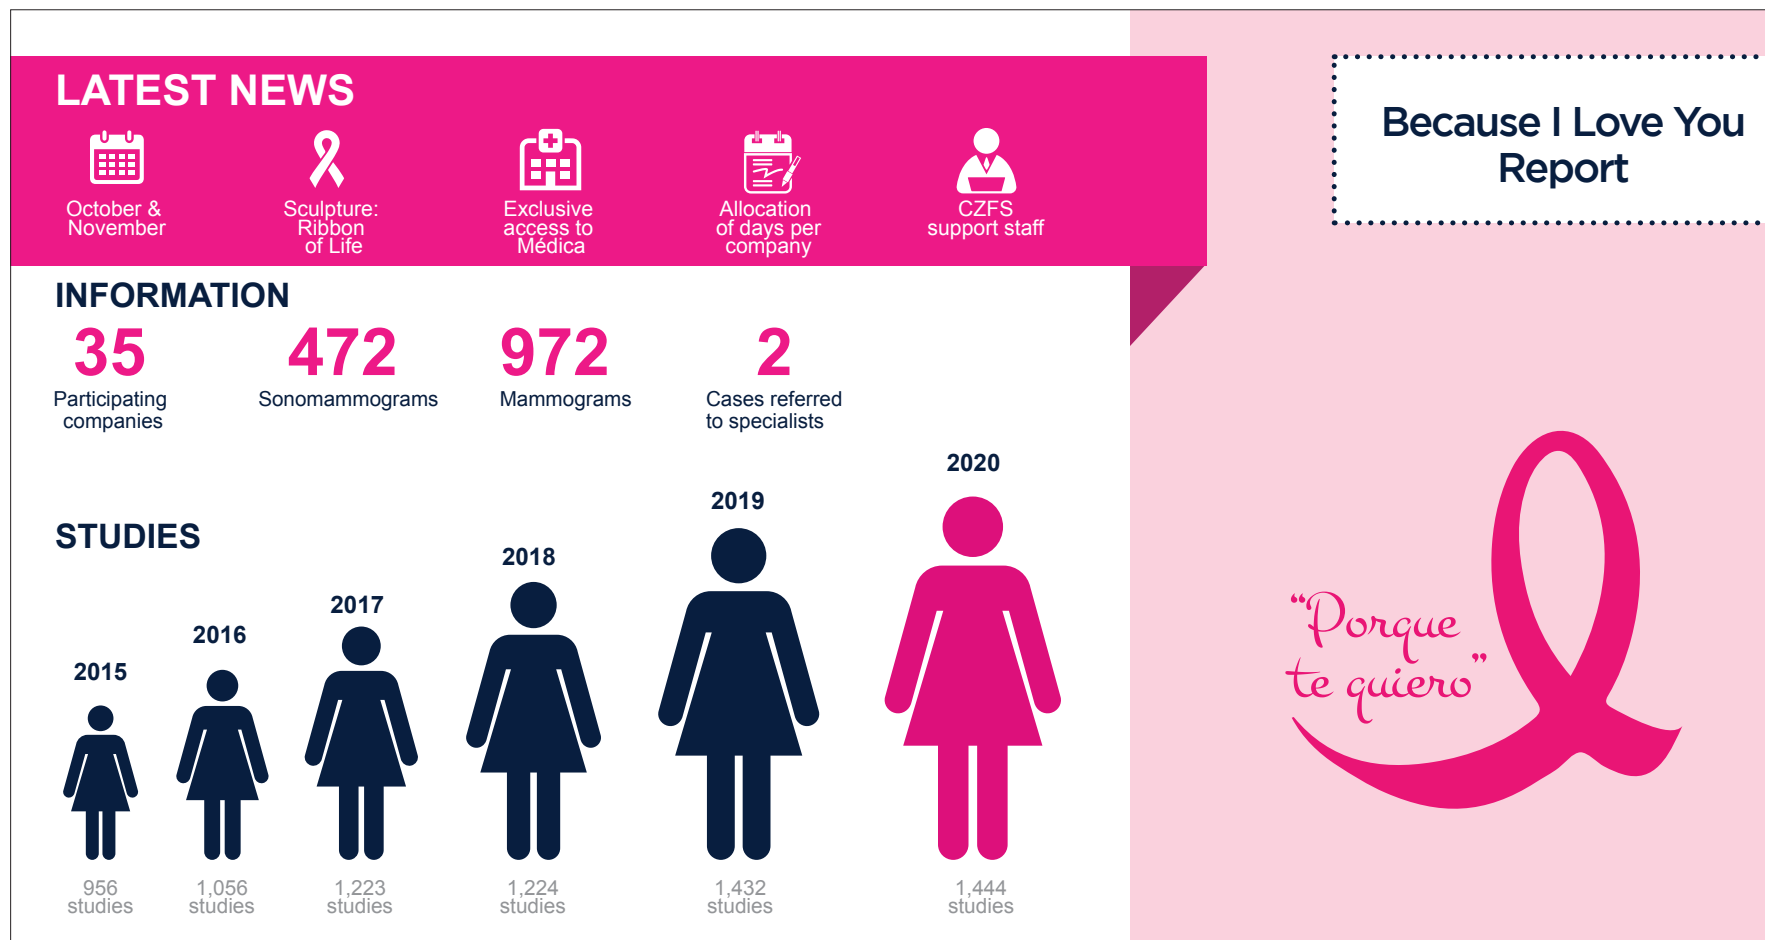 LATEST NEWS
October &
November
Sculpture:
Ribbon
of Life
Exclusive
access to
Médica
Allocation
of days per
company
CZFS
support staff
Because I Love You
Report
INFORMATION
35
Participating
companies
472
Sonomammograms
972
Mammograms
2
Cases referred
to specialists
STUDIES
2015
956
studies
2016
1,056
studies
2017
1,223
studies
2018
1,224
studies
2019
1,432
studies
2020
1,444
studies
“Porque
te quiero”